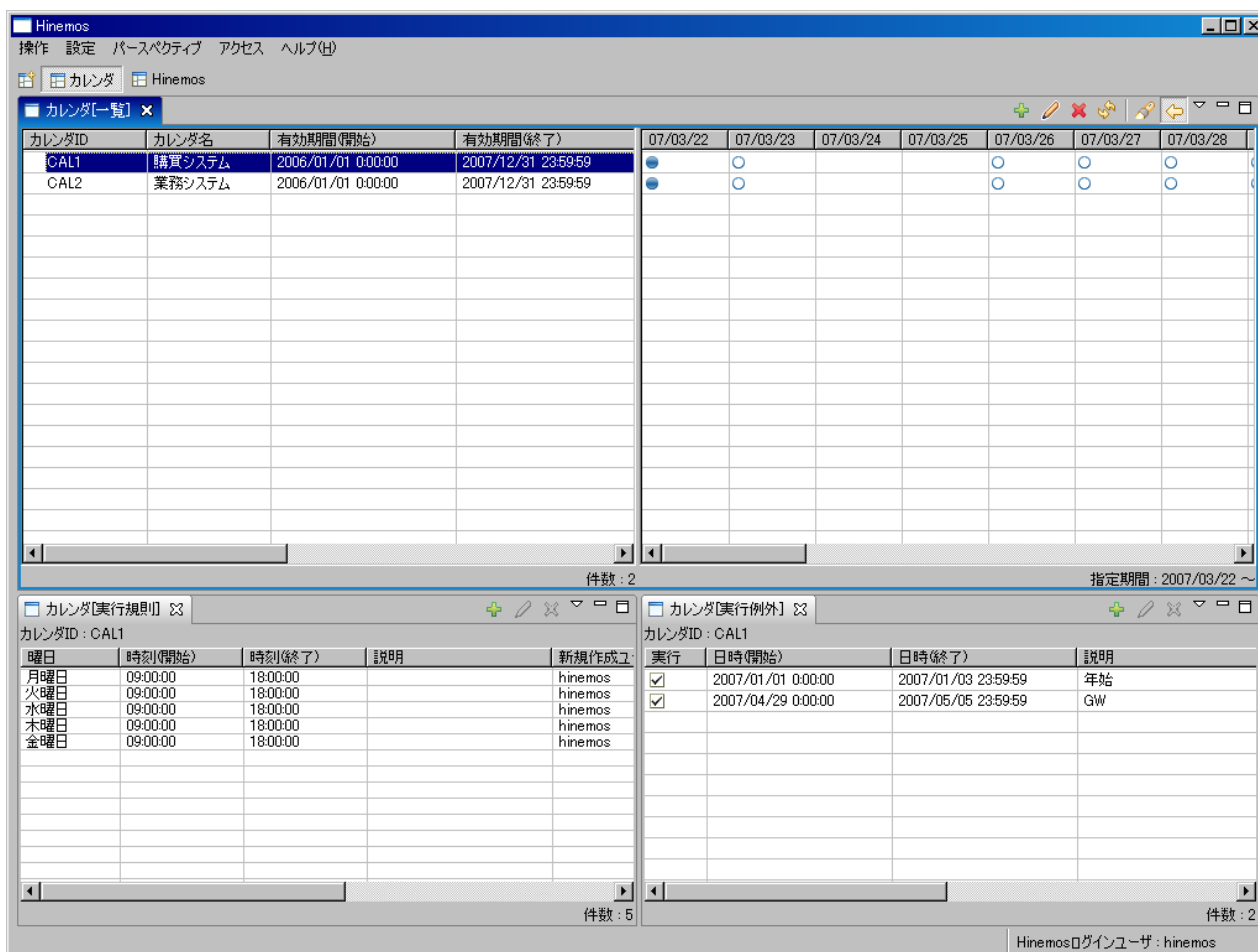 Hinemos
操作 設定 パースペクティブ アクセス ヘルプ(H)
カレンダ Hinemos
カレンダ[一覧]
カレンダID カレンダ名 有効期間(開始) 有効期間(終了) 07/03/22 07/03/23 07/03/24 07/03/25 07/03/26 07/03/27 07/03/28
CAL1 購買システム 2006/01/01 0:00:00 2007/12/31 23:59:59
CAL2 業務システム 2006/01/01 0:00:00 2007/12/31 23:59:59
件数 : 2 指定期間 : 2007/03/22 ~
カレンダ[実行規則]
カレンダID : CAL1
曜日 時刻(開始) 時刻(終了) 説明 新規作成ユ
月曜日 09:00:00 18:00:00 hinemos
火曜日 09:00:00 18:00:00 hinemos
水曜日 09:00:00 18:00:00 hinemos
木曜日 09:00:00 18:00:00 hinemos
金曜日 09:00:00 18:00:00 hinemos
件数 : 5
カレンダ[実行例外]
カレンダID : CAL1
実行 日時(開始) 日時(終了) 説明
2007/01/01 0:00:00 2007/01/03 23:59:59 年始
2007/04/29 0:00:00 2007/05/05 23:59:59 GW
件数 : 2
Hinemosログインユーザ : hinemos